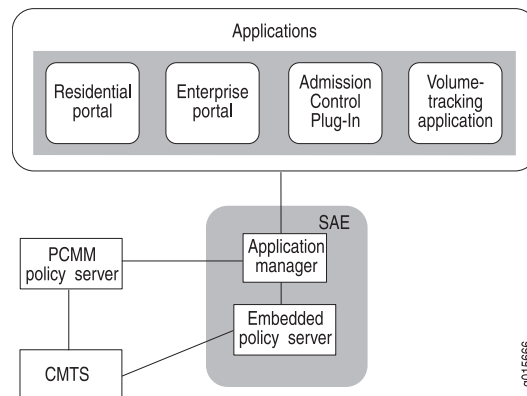 Applications
Residential
portal
Enterprise
portal
Admission
Control
Plug-In
Volume-
tracking
application
SAE
PCMM
policy server
Application
manager
Embedded
policy server
CMTS
g015666